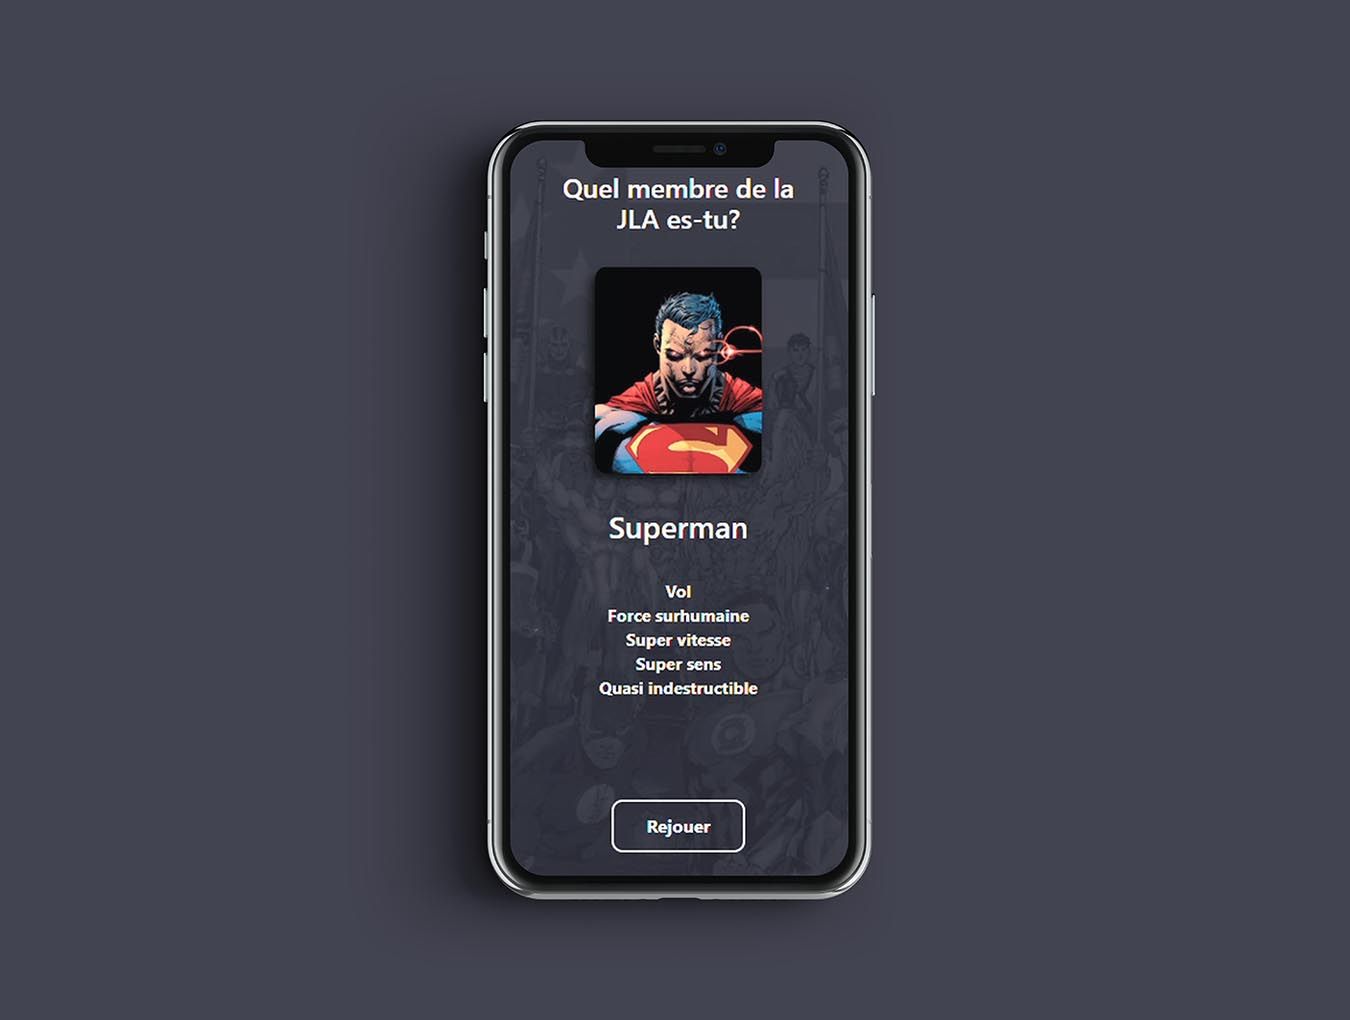 Quel membre de la
JLA es-tu?
Superman
Vol
Force surhumaine
Super vitesse
Super sens
Quasi indestructible
Rejouer